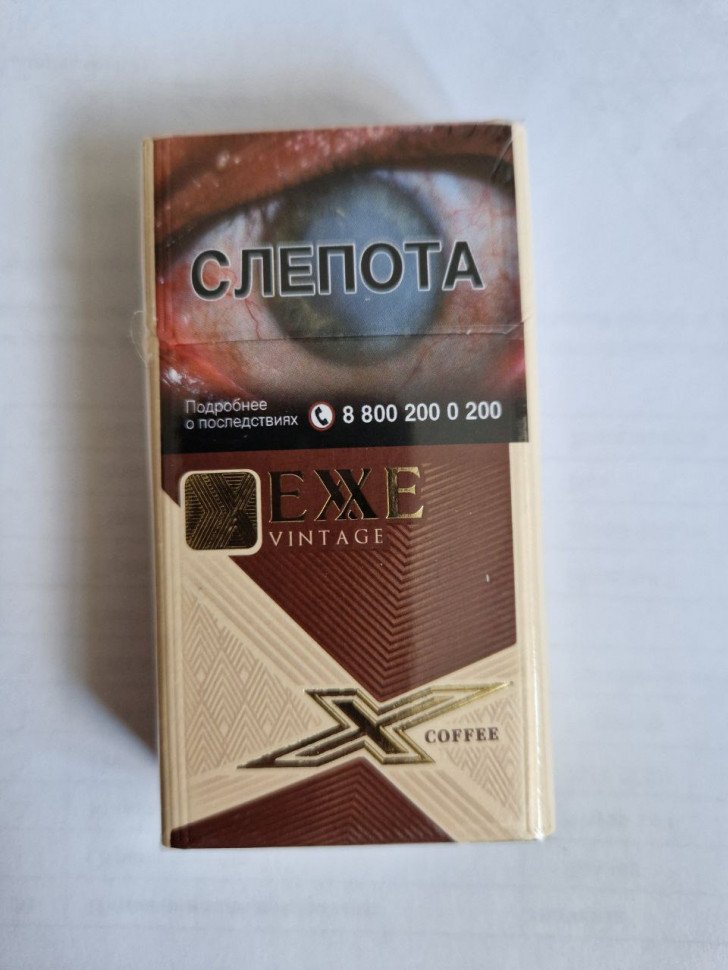 СЛЕПОТА
Подробнее
о последствиях
8 800 200 0 200
EXXE
VINTAGE
X
COFFEE